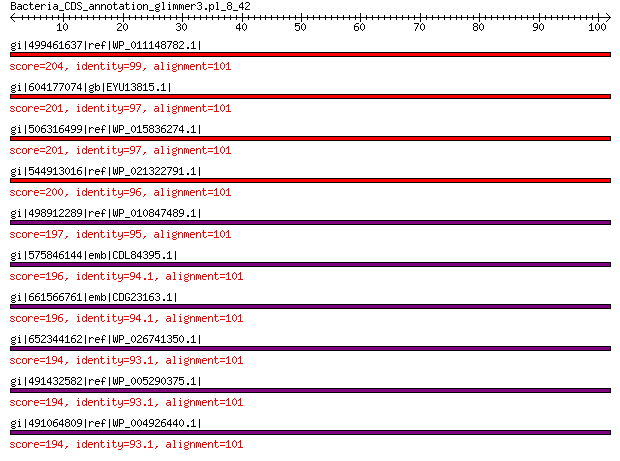 Bacteria_CDS_annotation_glimmer3.pl_8_42
10 20 30 40 50 60 70 80 90 100
gi|499461637|ref|WP_011148782.1|
score=204, identity=99, alignment=101
gi|604177074|gb|EYU13815.1|
score=201, identity=97, alignment=101
gi|506316499|ref|WP_015836274.1|
score=201, identity=97, alignment=101
gi|544913016|ref|WP_021322791.1|
score=200, identity=96, alignment=101
gi|498912289|ref|WP_010847489.1|
score=197, identity=95, alignment=101
gi|575846144|emb|CDL84395.1|
score=196, identity=94.1, alignment=101
gi|661566761|emb|CDG23163.1|
score=196, identity=94.1, alignment=101
gi|652344162|ref|WP_026741350.1|
score=194, identity=93.1, alignment=101
gi|491432582|ref|WP_005290375.1|
score=194, identity=93.1, alignment=101
gi|491064809|ref|WP_004926440.1|
score=194, identity=93.1, alignment=101